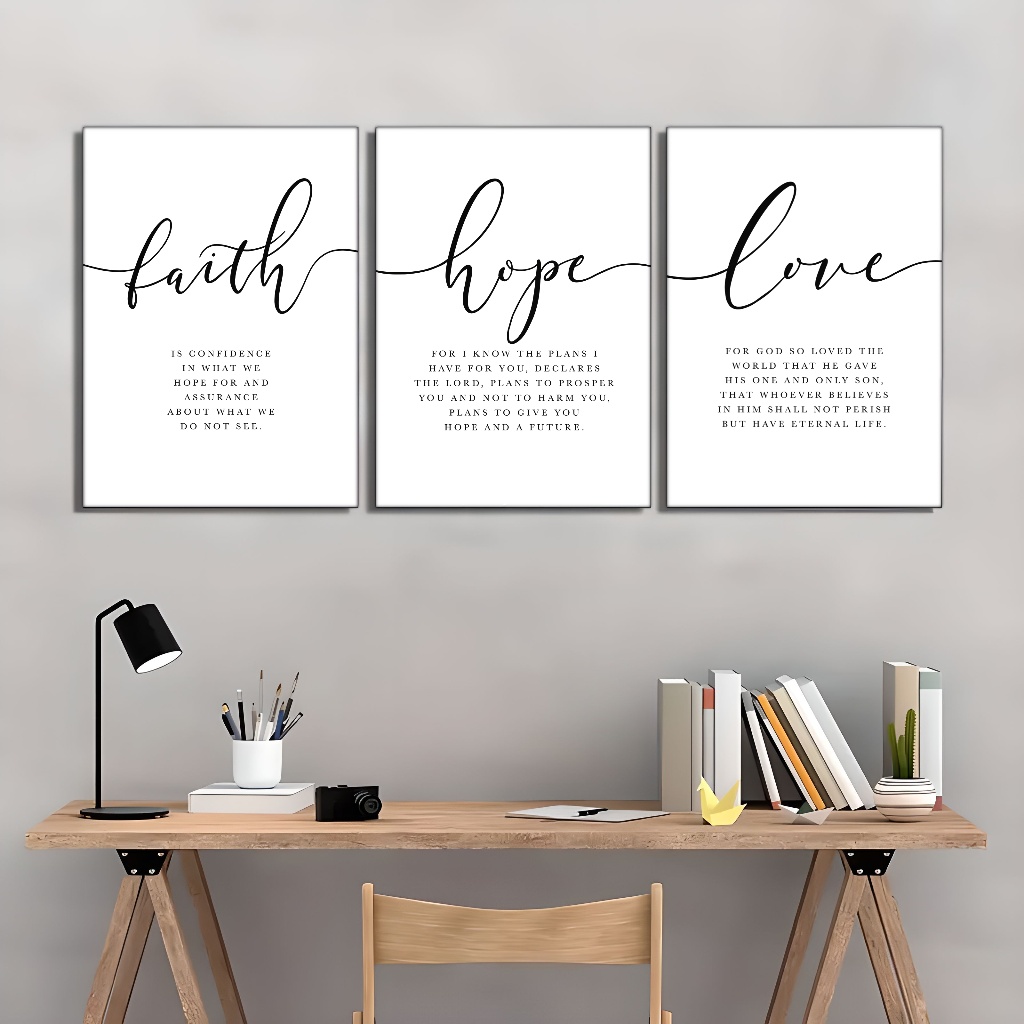 faith
IS CONFIDENCE
IN WHAT WE
HOPE FOR AND
ASSURANCE
ABOUT WHAT WE
DO NOT SEE.
hope
FOR I KNOW THE PLANS I
HAVE FOR YOU, DECLARES
THE LORD, PLANS TO PROSPER
YOU AND NOT TO HARM YOU,
PLANS TO GIVE YOU
HOPE AND A FUTURE.
love
FOR GOD SO LOVED THE
WORLD THAT HE GAVE
HIS ONE AND ONLY SON,
THAT WHOEVER BELIEVES
IN HIM SHALL NOT PERISH
BUT HAVE ETERNAL LIFE.